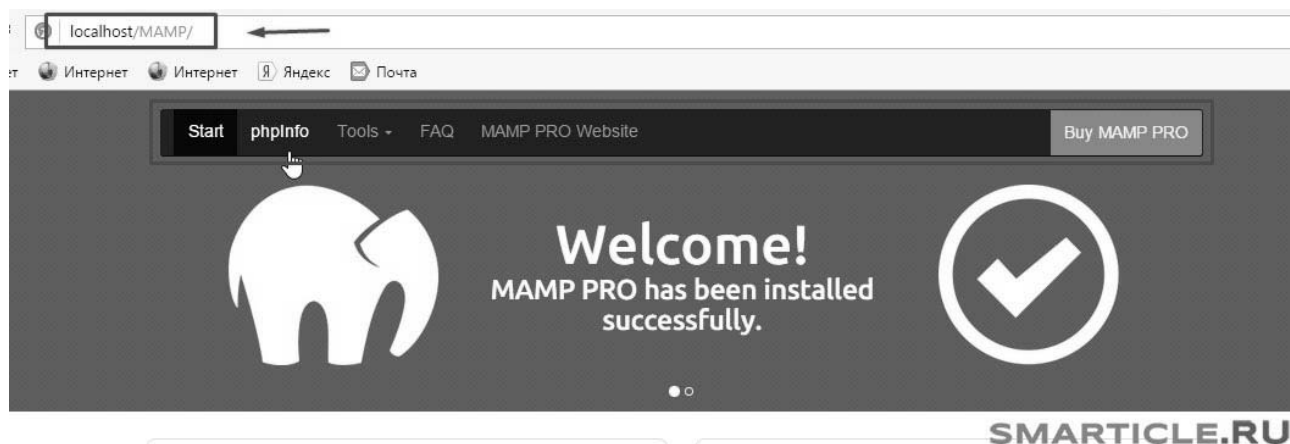 localhost/MAMP/
ет Интернет Интернет Я Яндекс Почта
Start phpInfo Tools FAQ MAMP PRO Website Buy MAMP PRO
Welcome!
MAMP PRO has been installed
successfully.
SMARTICLE.RU